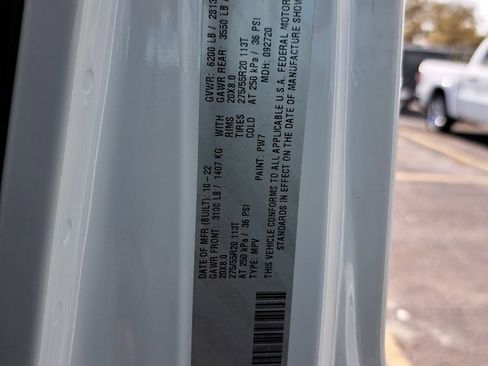 DATE OF MFR (BUILT): 10-22 GVWR: 6200 LB / 2813
GAWR FRONT: 3100 LB / 1407 KG WITH GAWR REAR: 3550 LB /
20X8.0 RIMS 20X8.0
275/55R20 113T TIRES 275/55R20 113T
AT 250 kPa / 36 PSI COLD AT 250 kPa / 36 PSI
TYPE: MPV PAINT: PW7 MDH: 092720
THIS VEHICLE CONFORMS TO ALL APPLICABLE U.S.A. FEDERAL MOTOR
STANDARDS IN EFFECT ON THE DATE OF MANUFACTURE SHOW